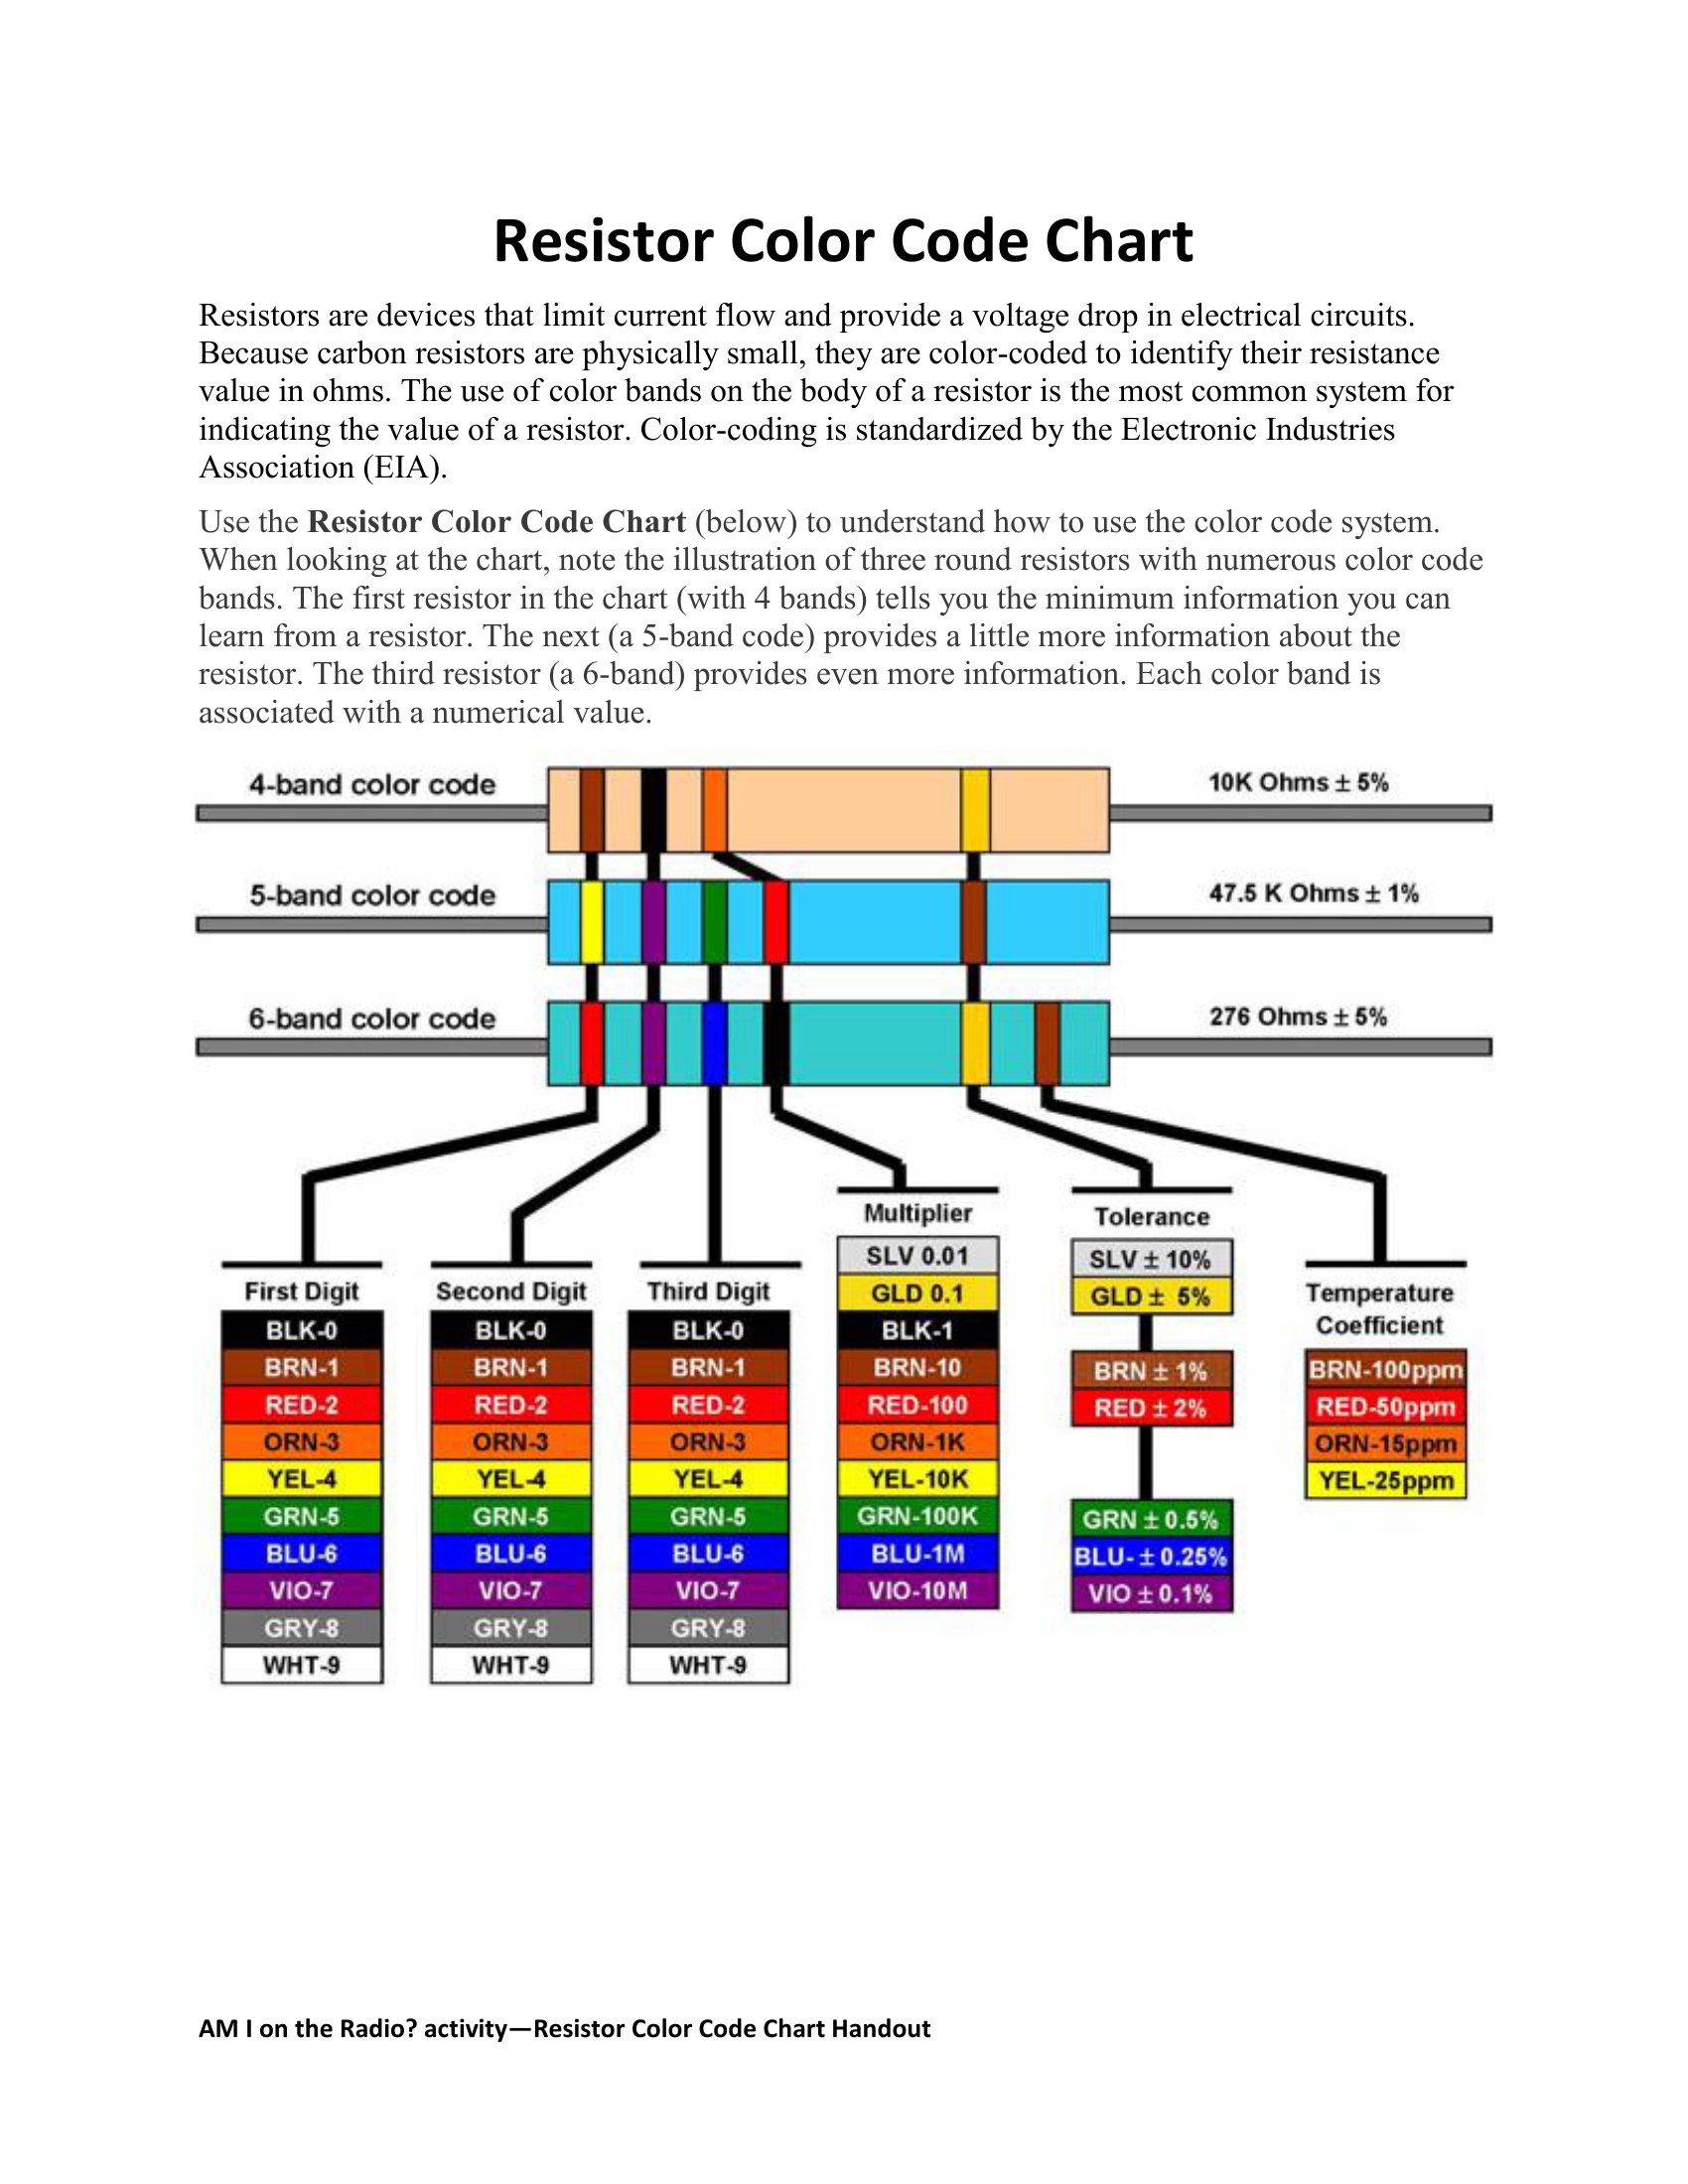 Resistor Color Code Chart
Resistors are devices that limit current flow and provide a voltage drop in electrical circuits.
Because carbon resistors are physically small, they are color-coded to identify their resistance
value in ohms. The use of color bands on the body of a resistor is the most common system for
indicating the value of a resistor. Color-coding is standardized by the Electronic Industries
Association (EIA).
Use the Resistor Color Code Chart (below) to understand how to use the color code system.
When looking at the chart, note the illustration of three round resistors with numerous color code
bands. The first resistor in the chart (with 4 bands) tells you the minimum information you can
learn from a resistor. The next (a 5-band code) provides a little more information about the
resistor. The third resistor (a 6-band) provides even more information. Each color band is
associated with a numerical value.
4-band color code
10K Ohms ± 5%
5-band color code
47.5 K Ohms ± 1%
6-band color code
276 Ohms ± 5%
First Digit
BLK-0
BRN-1
RED-2
ORN-3
YEL-4
GRN-5
BLU-6
VIO-7
GRY-8
WHT-9
Second Digit
BLK-0
BRN-1
RED-2
ORN-3
YEL-4
GRN-5
BLU-6
VIO-7
GRY-8
WHT-9
Third Digit
BLK-0
BRN-1
RED-2
ORN-3
YEL-4
GRN-5
BLU-6
VIO-7
GRY-8
WHT-9
Multiplier
SLV 0.01
GLD 0.1
BLK-1
BRN-10
RED-100
ORN-1K
YEL-10K
GRN-100K
BLU-1M
VIO-10M
Tolerance
SLV ± 10%
GLD ± 5%
BRN ± 1%
RED ± 2%
GRN ± 0.5%
BLU- ± 0.25%
VIO ± 0.1%
Temperature
Coefficient
BRN-100ppm
RED-50ppm
ORN-15ppm
YEL-25ppm
AM I on the Radio? activity—Resistor Color Code Chart Handout